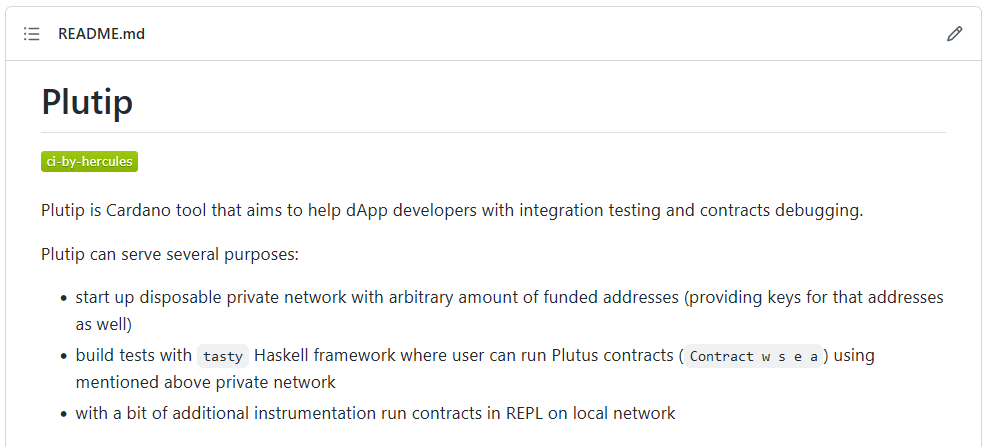 README.md
Plutip
ci-by-hercules
Plutip is Cardano tool that aims to help dApp developers with integration testing and contracts debugging.
Plutip can serve several purposes:
• start up disposable private network with arbitrary amount of funded addresses (providing keys for that addresses
as well)
• build tests with tasty Haskell framework where user can run Plutus contracts ( Contract w s e a ) using
mentioned above private network
• with a bit of additional instrumentation run contracts in REPL on local network